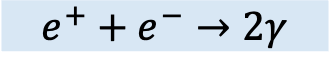 e⁺ + e⁻ → 2γ